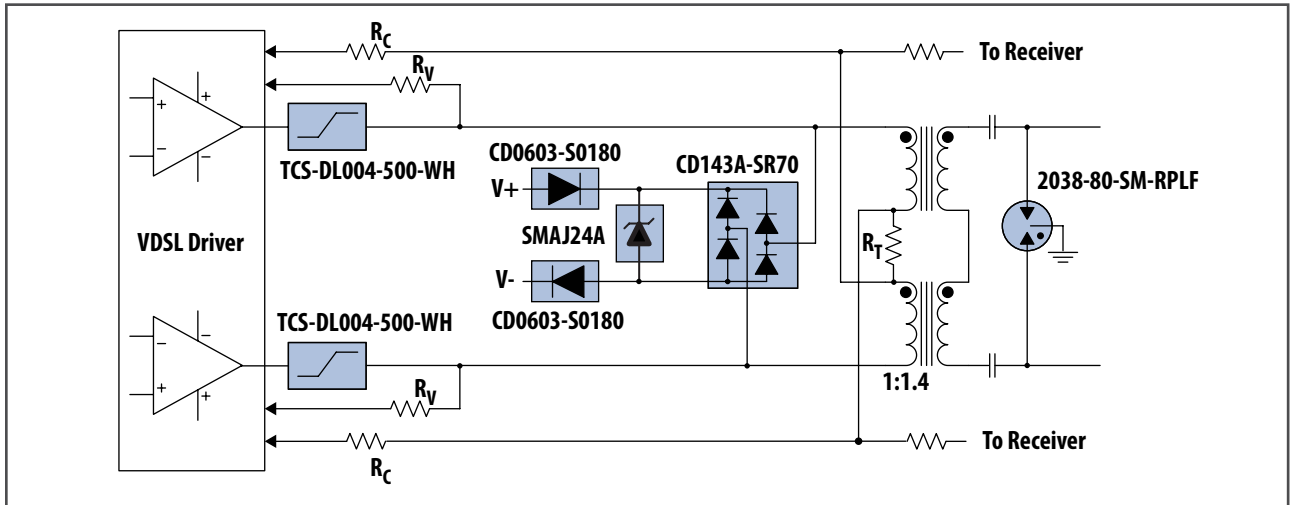 RC
To Receiver
RV
+
+
−
−
TCS-DL004-500-WH
CD0603-S0180
CD143A-SR70
V+
2038-80-SM-RPLF
SMAJ24A
VDSL Driver
RT
V-
CD0603-S0180
TCS-DL004-500-WH
−
−
+
+
1:1.4
RV
To Receiver
RC